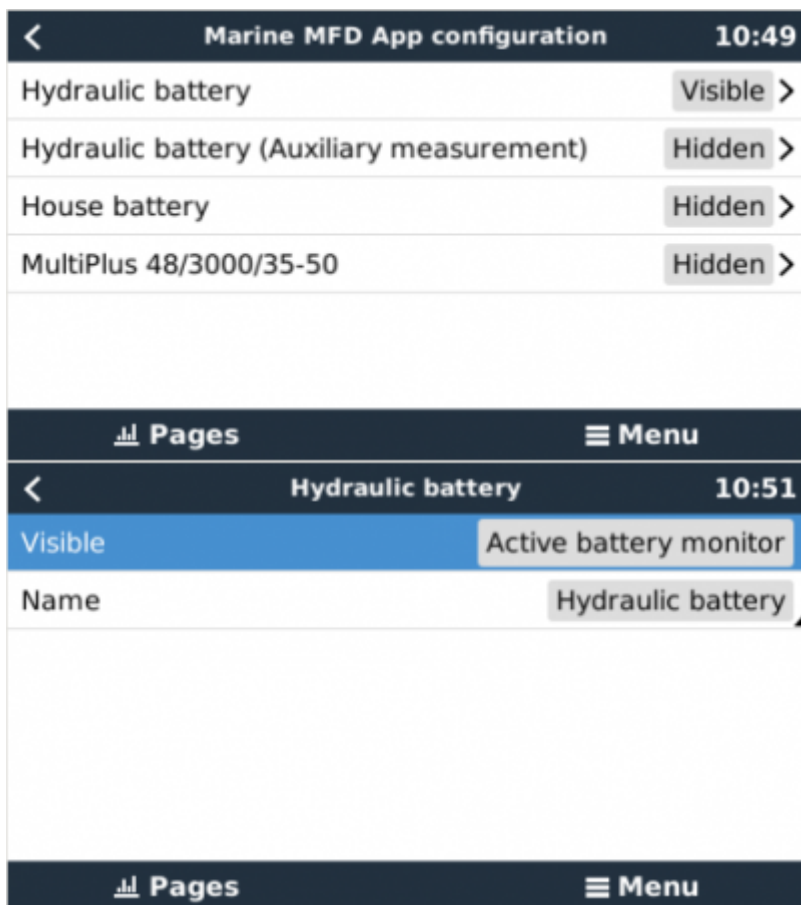 Marine MFD App configuration 10:49
Hydraulic battery Visible
Hydraulic battery (Auxiliary measurement) Hidden
House battery Hidden
MultiPlus 48/3000/35-50 Hidden
Pages Menu
Hydraulic battery 10:51
Visible Active battery monitor
Name Hydraulic battery
Pages Menu